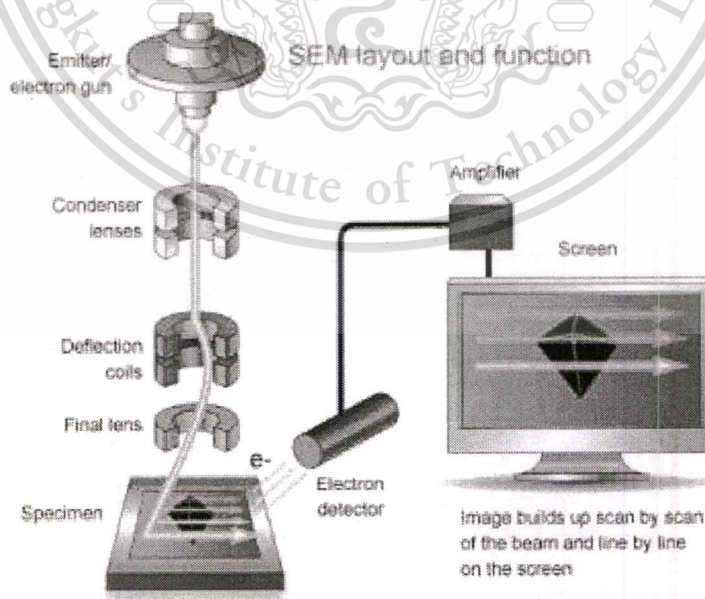 SEM layout and function
Emitter/
electron gun
Condenser
lenses
Deflection
coils
Final lens
Specimen
e-
Electron
detector
Amplifier
Screen
Image builds up scan by scan
of the beam and line by line
on the screen
gkut's Institute of Technology L